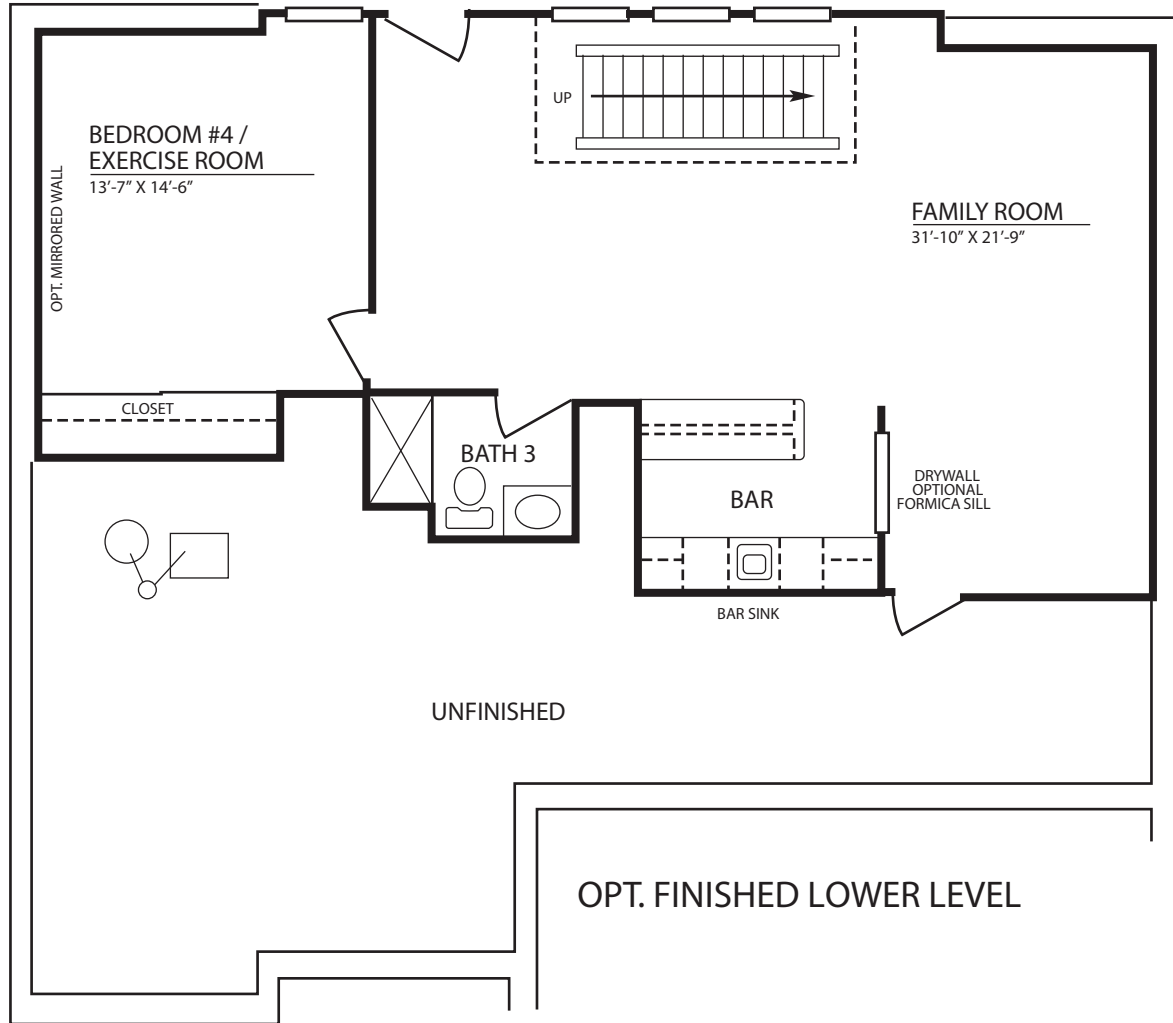 UP
BEDROOM #4 /
EXERCISE ROOM
13’-7” X 14’-6”
OPT. MIRRORED WALL
FAMILY ROOM
31’-10” X 21’-9”
CLOSET
BATH 3
BAR
DRYWALL
OPTIONAL
FORMICA SILL
BAR SINK
UNFINISHED
OPT. FINISHED LOWER LEVEL